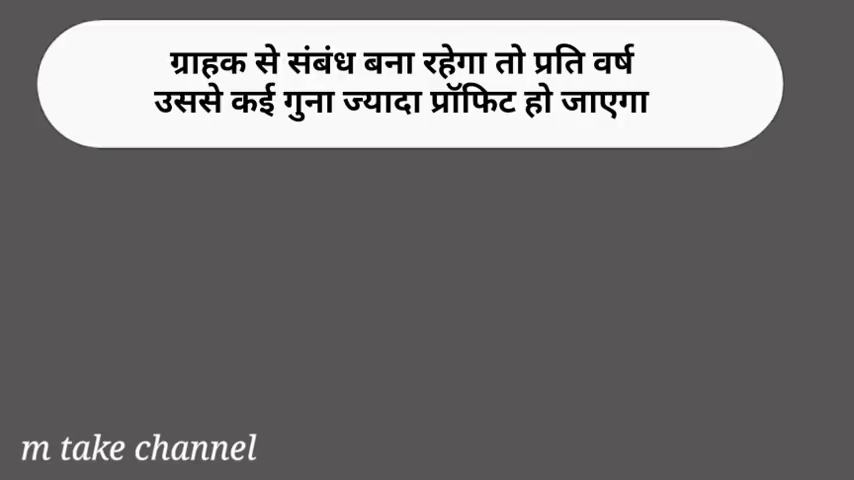 ग्राहक से संबंध बना रहेगा तो प्रति वर्ष
उससे कई गुना ज्यादा प्रॉफिट हो जाएगा
m take channel